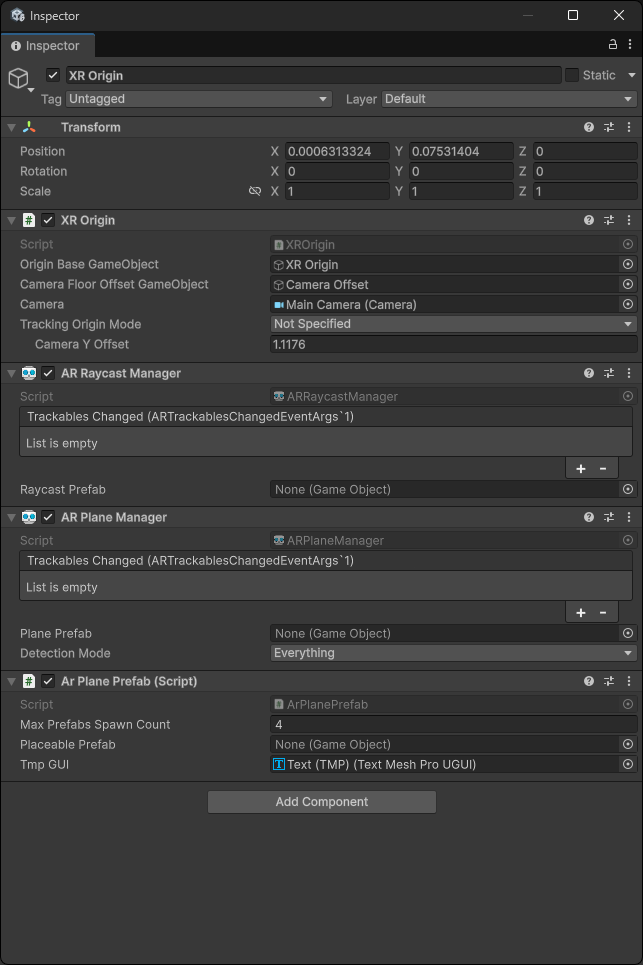 Inspector
Inspector
XR Origin Static
Tag Untagged Layer Default
Transform
Position X 0.0006313324 Y 0.07531404 Z 0
Rotation X 0 Y 0 Z 0
Scale X 1 Y 1 Z 1
# XR Origin
Script # XROrigin
Origin Base GameObject XR Origin
Camera Floor Offset GameObject Camera Offset
Camera Main Camera (Camera)
Tracking Origin Mode Not Specified
Camera Y Offset 1.1176
AR Raycast Manager
Script ARRaycastManager
Trackables Changed (ARTrackablesChangedEventArgs`1)
List is empty
+ -
Raycast Prefab None (Game Object)
AR Plane Manager
Script ARPlaneManager
Trackables Changed (ARTrackablesChangedEventArgs`1)
List is empty
+ -
Plane Prefab None (Game Object)
Detection Mode Everything
# Ar Plane Prefab (Script)
Script # ArPlanePrefab
Max Prefabs Spawn Count 4
Placeable Prefab None (Game Object)
Tmp GUI T Text (TMP) (Text Mesh Pro UGUI)
Add Component